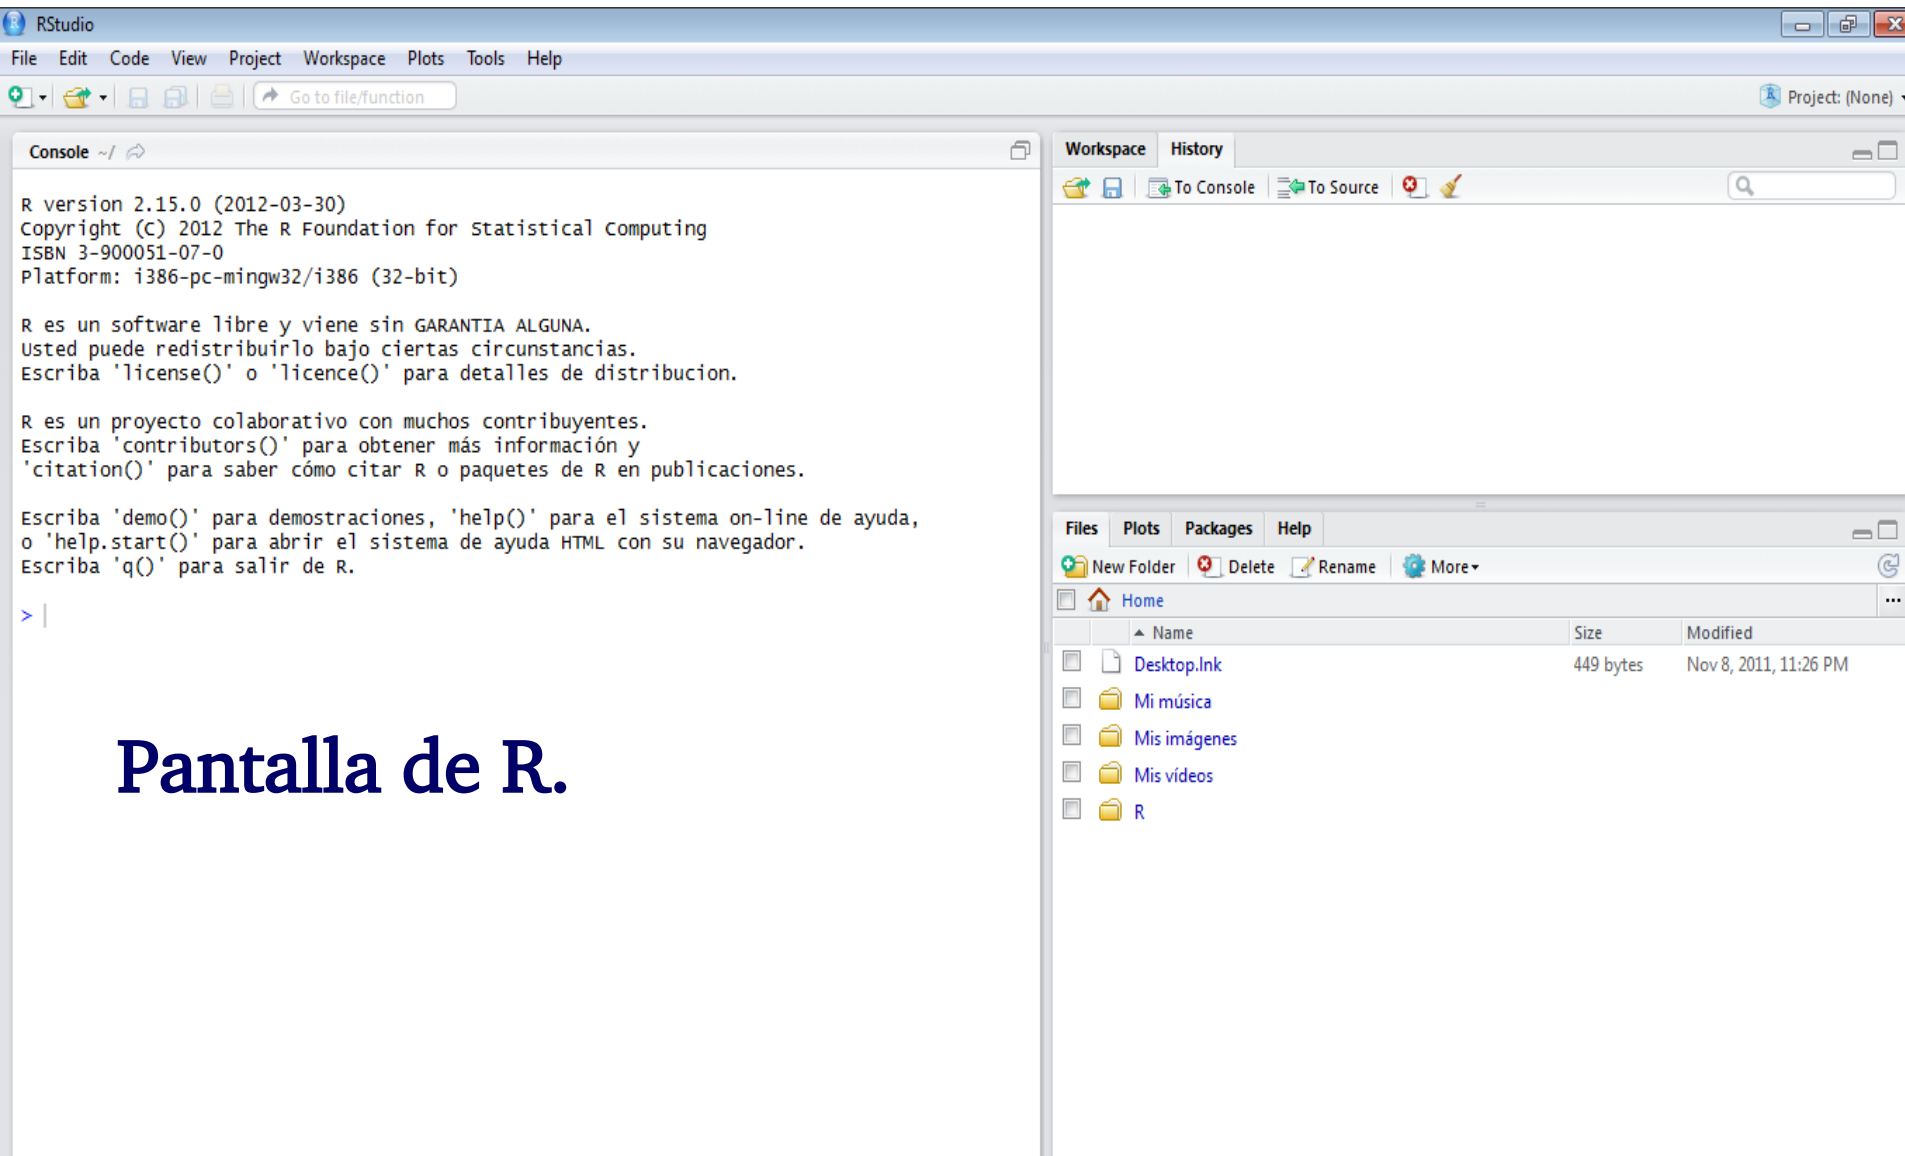 RStudio
File Edit Code View Project Workspace Plots Tools Help
Go to file/function
Project: (None)
Console ~/
R version 2.15.0 (2012-03-30)
Copyright (C) 2012 The R Foundation for Statistical Computing
ISBN 3-900051-07-0
Platform: i386-pc-mingw32/i386 (32-bit)
R es un software libre y viene sin GARANTIA ALGUNA.
Usted puede redistribuirlo bajo ciertas circunstancias.
Escriba 'license()' o 'licence()' para detalles de distribucion.
R es un proyecto colaborativo con muchos contribuyentes.
Escriba 'contributors()' para obtener más información y
'citation()' para saber cómo citar R o paquetes de R en publicaciones.
Escriba 'demo()' para demostraciones, 'help()' para el sistema on-line de ayuda,
o 'help.start()' para abrir el sistema de ayuda HTML con su navegador.
Escriba 'q()' para salir de R.
>
Pantalla de R.
Workspace History
To Console To Source
Files Plots Packages Help
New Folder Delete Rename More
Home ...
Name Size Modified
Desktop.lnk 449 bytes Nov 8, 2011, 11:26 PM
Mi música
Mis imágenes
Mis vídeos
R